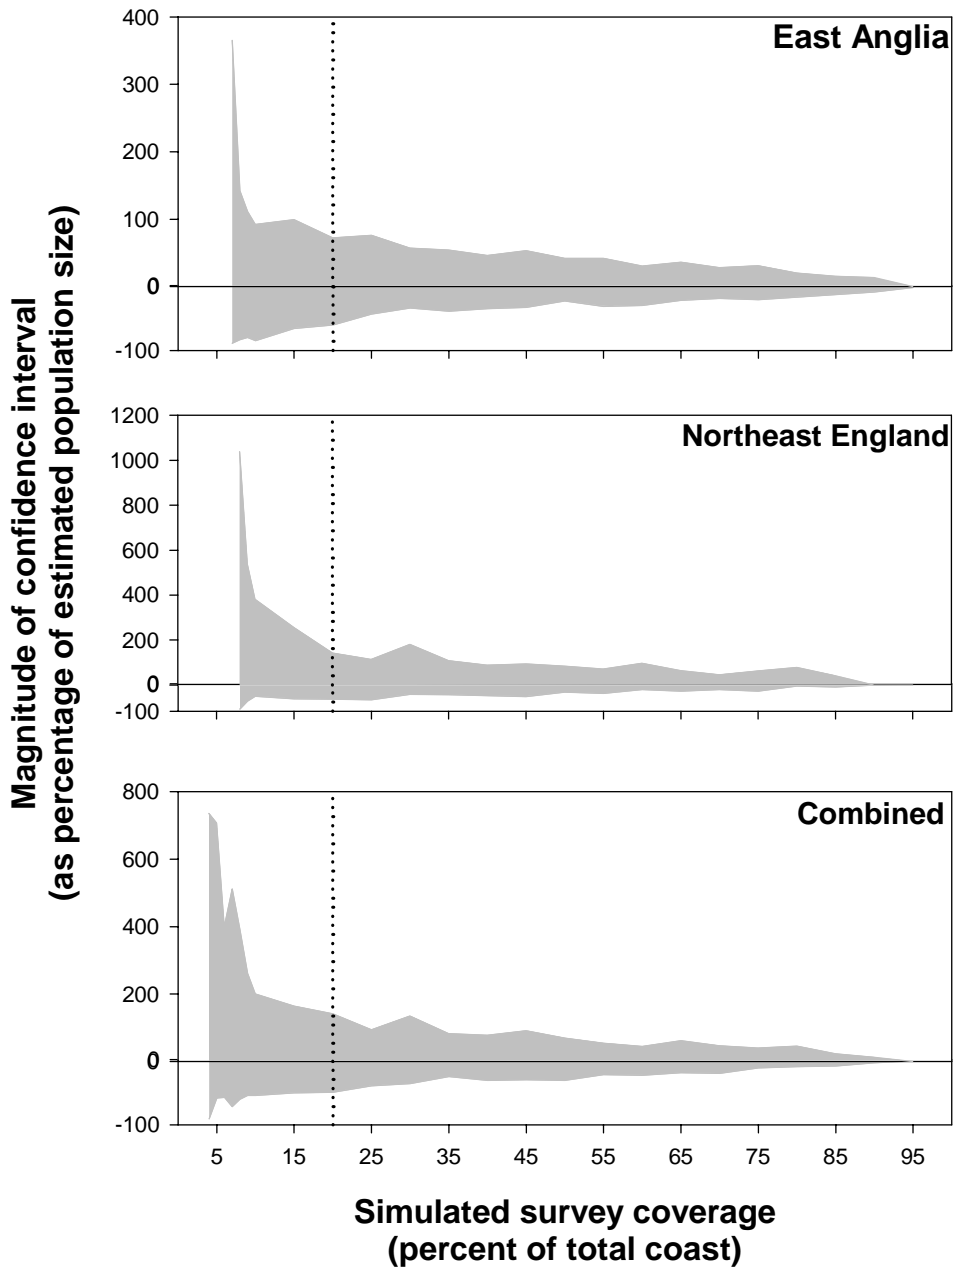 400
East Anglia
300
200
100
0
-100
1200
Northeast England
1000
800
600
400
200
0
-100
800
Combined
600
400
200
0
-100
5 15 25 35 45 55 65 75 85 95
Magnitude of confidence interval
(as percentage of estimated population size)
Simulated survey coverage
(percent of total coast)